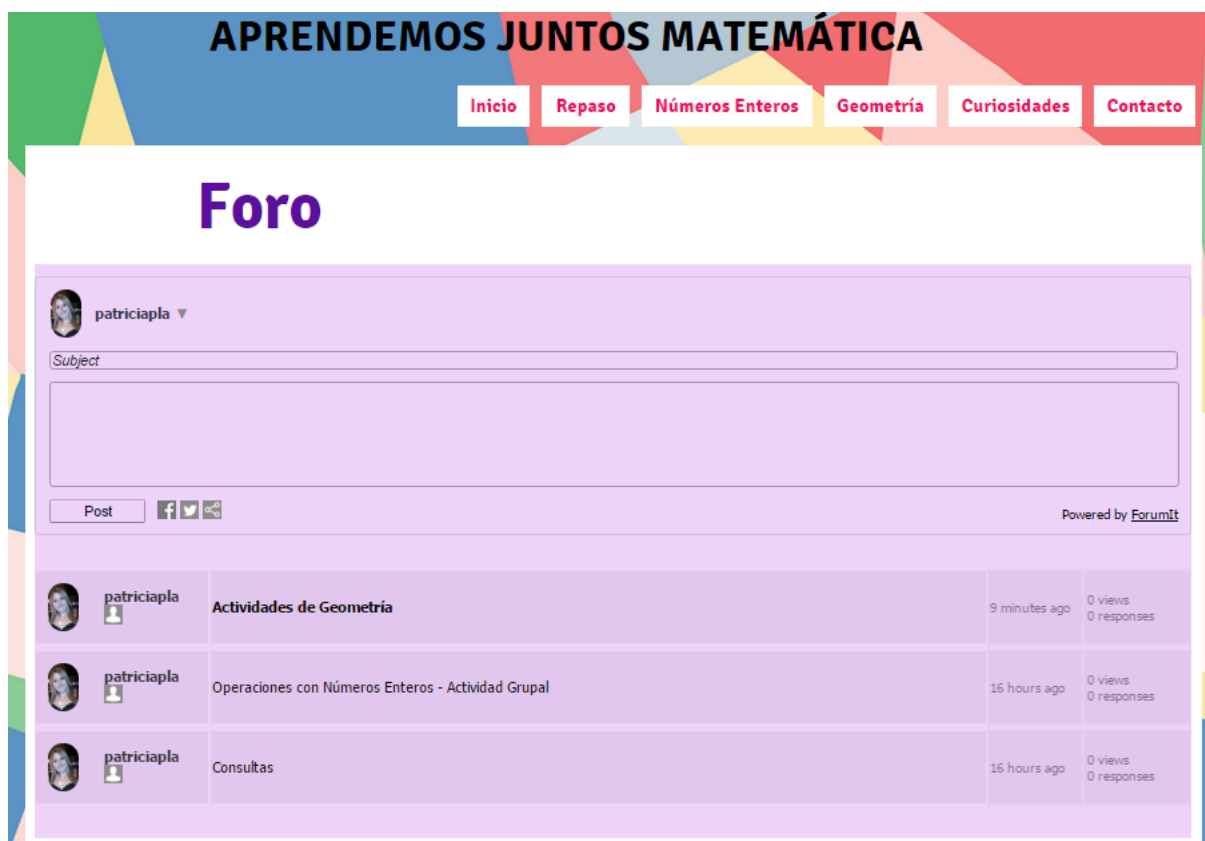 APRENDEMOS JUNTOS MATEMÁTICA
Inicio Repaso Números Enteros Geometría Curiosidades Contacto
Foro
patriciapla ▼
Subject
Post
Powered by ForumIt
patriciapla
Actividades de Geometría
9 minutes ago
0 views
0 responses
patriciapla
Operaciones con Números Enteros - Actividad Grupal
16 hours ago
0 views
0 responses
patriciapla
Consultas
16 hours ago
0 views
0 responses